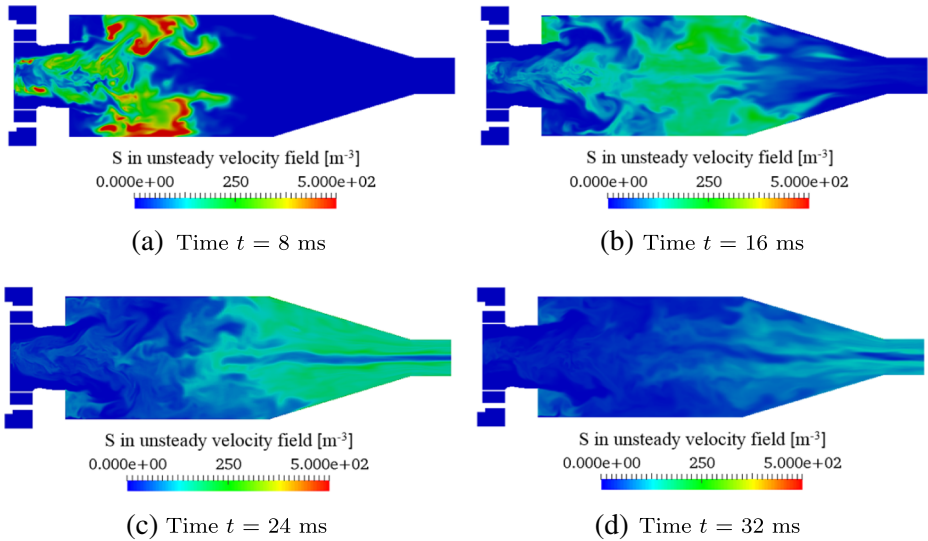 S in unsteady velocity field [m⁻³]
0.000e+00 250 5.000e+02
(a) Time t = 8 ms
S in unsteady velocity field [m⁻³]
0.000e+00 250 5.000e+02
(b) Time t = 16 ms
S in unsteady velocity field [m⁻³]
0.000e+00 250 5.000e+02
(c) Time t = 24 ms
S in unsteady velocity field [m⁻³]
0.000e+00 250 5.000e+02
(d) Time t = 32 ms